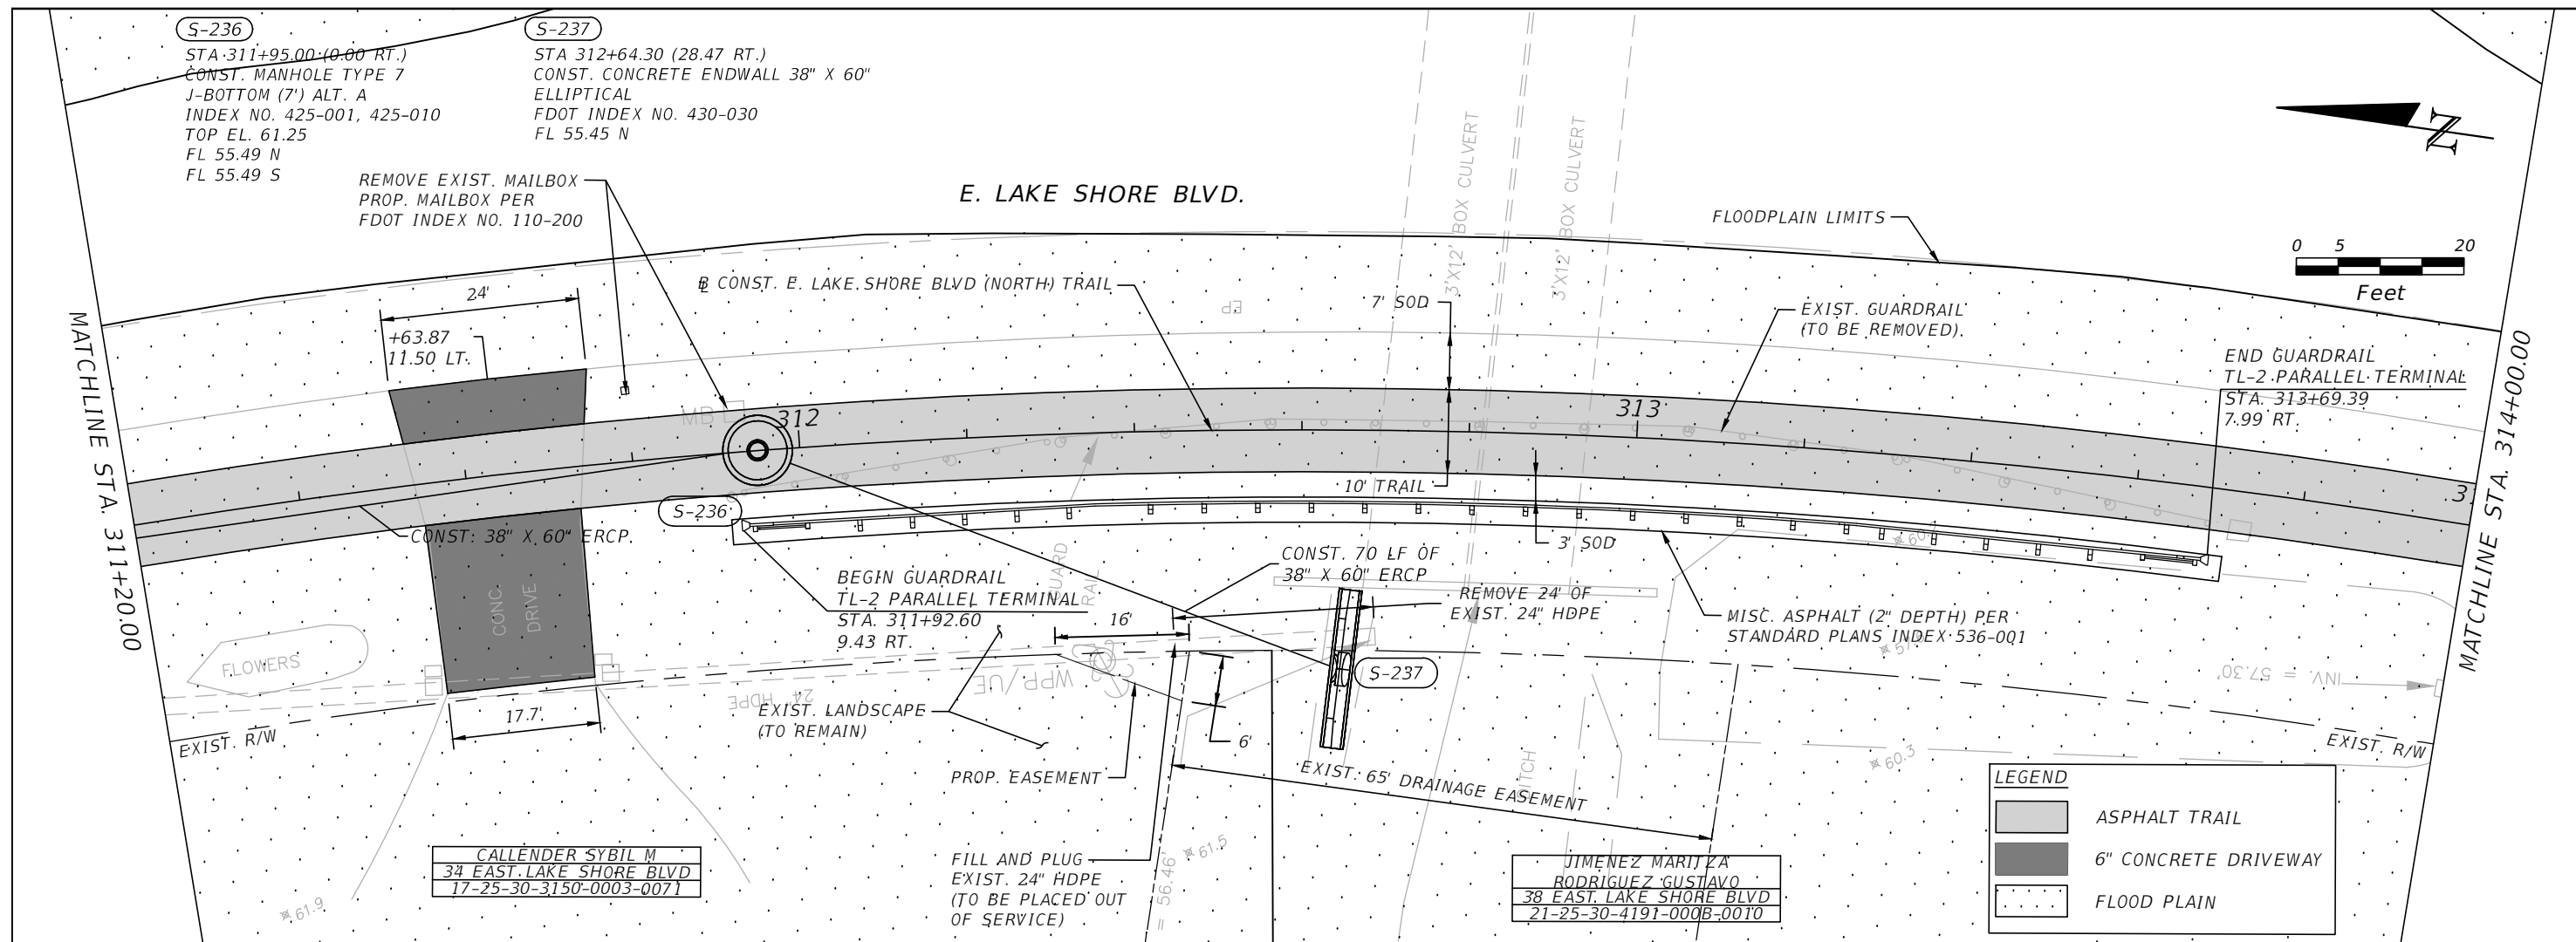 S-236
STA 311+95.00 (0.00 RT.)
CONST. MANHOLE TYPE 7
J-BOTTOM (7') ALT. A
INDEX NO. 425-001, 425-010
TOP EL. 61.25
FL 55.49 N
FL 55.49 S
S-237
STA 312+64.30 (28.47 RT.)
CONST. CONCRETE ENDWALL 38" X 60"
ELLIPTICAL
FDOT INDEX NO. 430-030
FL 55.45 N
REMOVE EXIST. MAILBOX
PROP. MAILBOX PER
FDOT INDEX NO. 110-200
E. LAKE SHORE BLVD.
3'X12' BOX CULVERT
3'X12' BOX CULVERT
FLOODPLAIN LIMITS
N
0 5 20
Feet
24'
+63.87
11.50 LT.
℄ CONST. E. LAKE SHORE BLVD (NORTH) TRAIL
EP
7' SOD
EXIST. GUARDRAIL
(TO BE REMOVED)
END GUARDRAIL
TL-2 PARALLEL TERMINAL
STA. 313+69.39
7.99 RT.
MATCHLINE STA. 311+20.00
MATCHLINE STA. 314+00.00
MB
312
313
3
10' TRAIL
S-236
CONST. 38" X 60" ERCP
3' SOD
CONST. 70 LF OF
38" X 60" ERCP
GUARD
RAIL
BEGIN GUARDRAIL
TL-2 PARALLEL TERMINAL
STA. 311+92.60
9.43 RT.
16'
REMOVE 24' OF
EXIST. 24" HDPE
MISC. ASPHALT (2" DEPTH) PER
STANDARD PLANS INDEX 536-001
CONC.
DRIVE
FLOWERS
WPP/UE
24" HDPE
S-237
INV. = 57.30'
17.7'
EXIST. R/W
EXIST. LANDSCAPE
(TO REMAIN)
6'
PROP. EASEMENT
EXIST. 65' DRAINAGE EASEMENT
DITCH
60.3
EXIST. R/W
LEGEND
ASPHALT TRAIL
6" CONCRETE DRIVEWAY
FLOOD PLAIN
CALLENDER SYBIL M
34 EAST LAKE SHORE BLVD
17-25-30-3150-0003-0071
61.9
FILL AND PLUG
EXIST. 24" HDPE
(TO BE PLACED OUT
OF SERVICE)
= 56.46'
61.5
JIMENEZ MARITZA
RODRIGUEZ GUSTAVO
38 EAST LAKE SHORE BLVD
21-25-30-4191-000B-0010